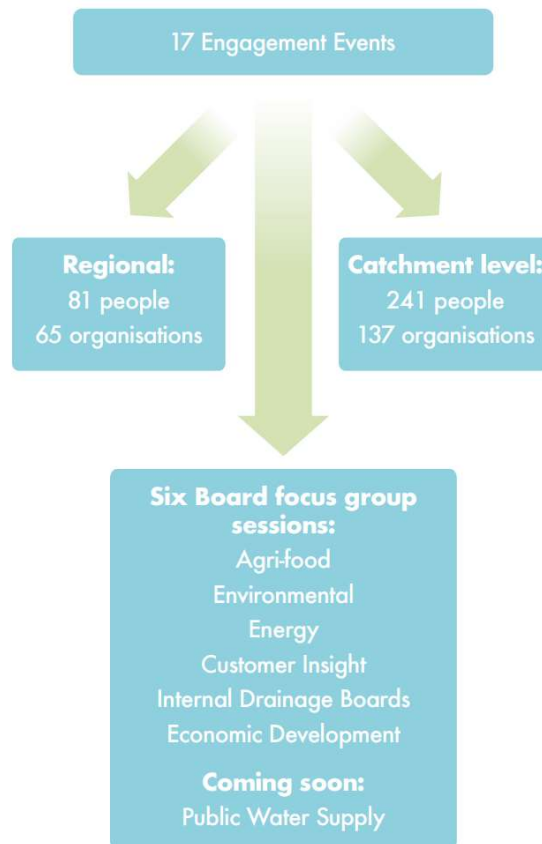 17 Engagement Events
Regional:
81 people
65 organisations
Catchment level:
241 people
137 organisations
Six Board focus group
sessions:
Agri-food
Environmental
Energy
Customer Insight
Internal Drainage Boards
Economic Development
Coming soon:
Public Water Supply